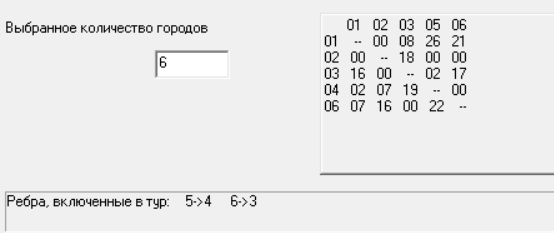 Выбранное количество городов
6
01 02 03 05 06
01 -- 00 08 26 21
02 00 -- 18 00 00
03 16 00 -- 02 17
04 02 07 19 -- 00
06 07 16 00 22 --
Ребра, включенные в тур: 5->4 6->3